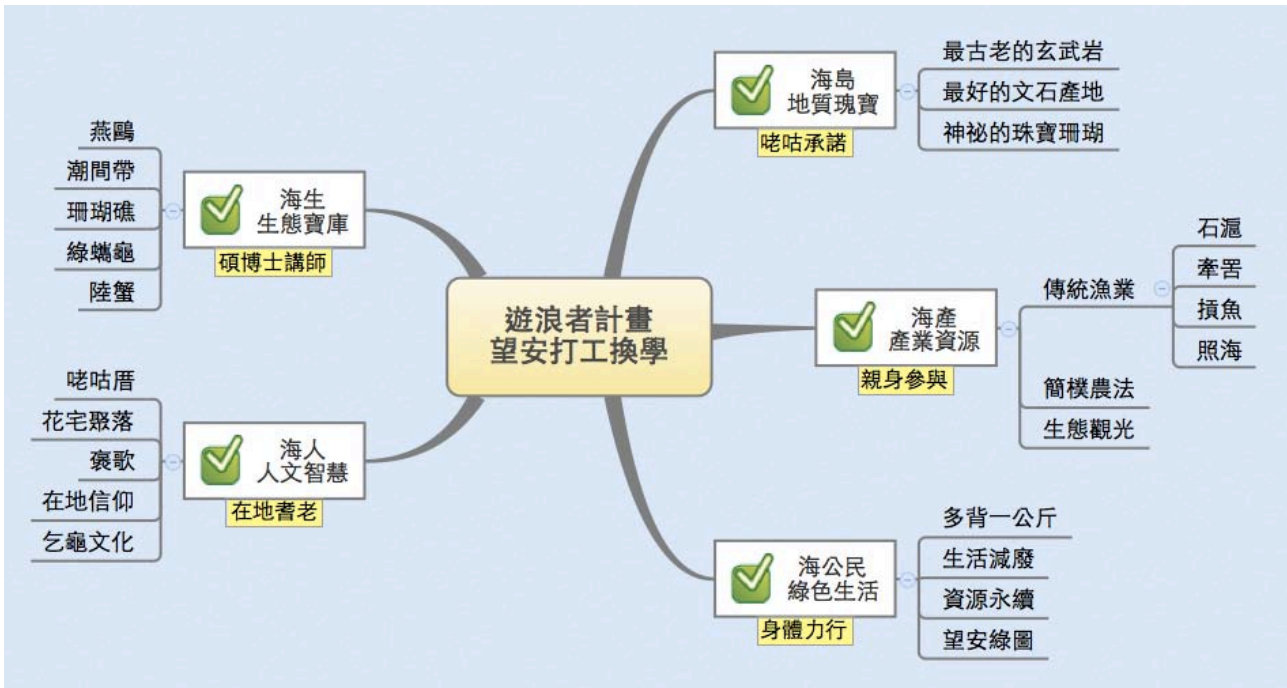 遊浪者計畫
望安打工換學
海島
地質瑰寶
咾咕承諾
最古老的玄武岩
最好的文石產地
神祕的珠寶珊瑚
海產
產業資源
親身參與
傳統漁業
石滬
牽罟
摃魚
照海
簡樸農法
生態觀光
海公民
綠色生活
身體力行
多背一公斤
生活減廢
資源永續
望安綠圖
海生
生態寶庫
碩博士講師
燕鷗
潮間帶
珊瑚礁
綠蠵龜
陸蟹
海人
人文智慧
在地耆老
咾咕厝
花宅聚落
褒歌
在地信仰
乞龜文化